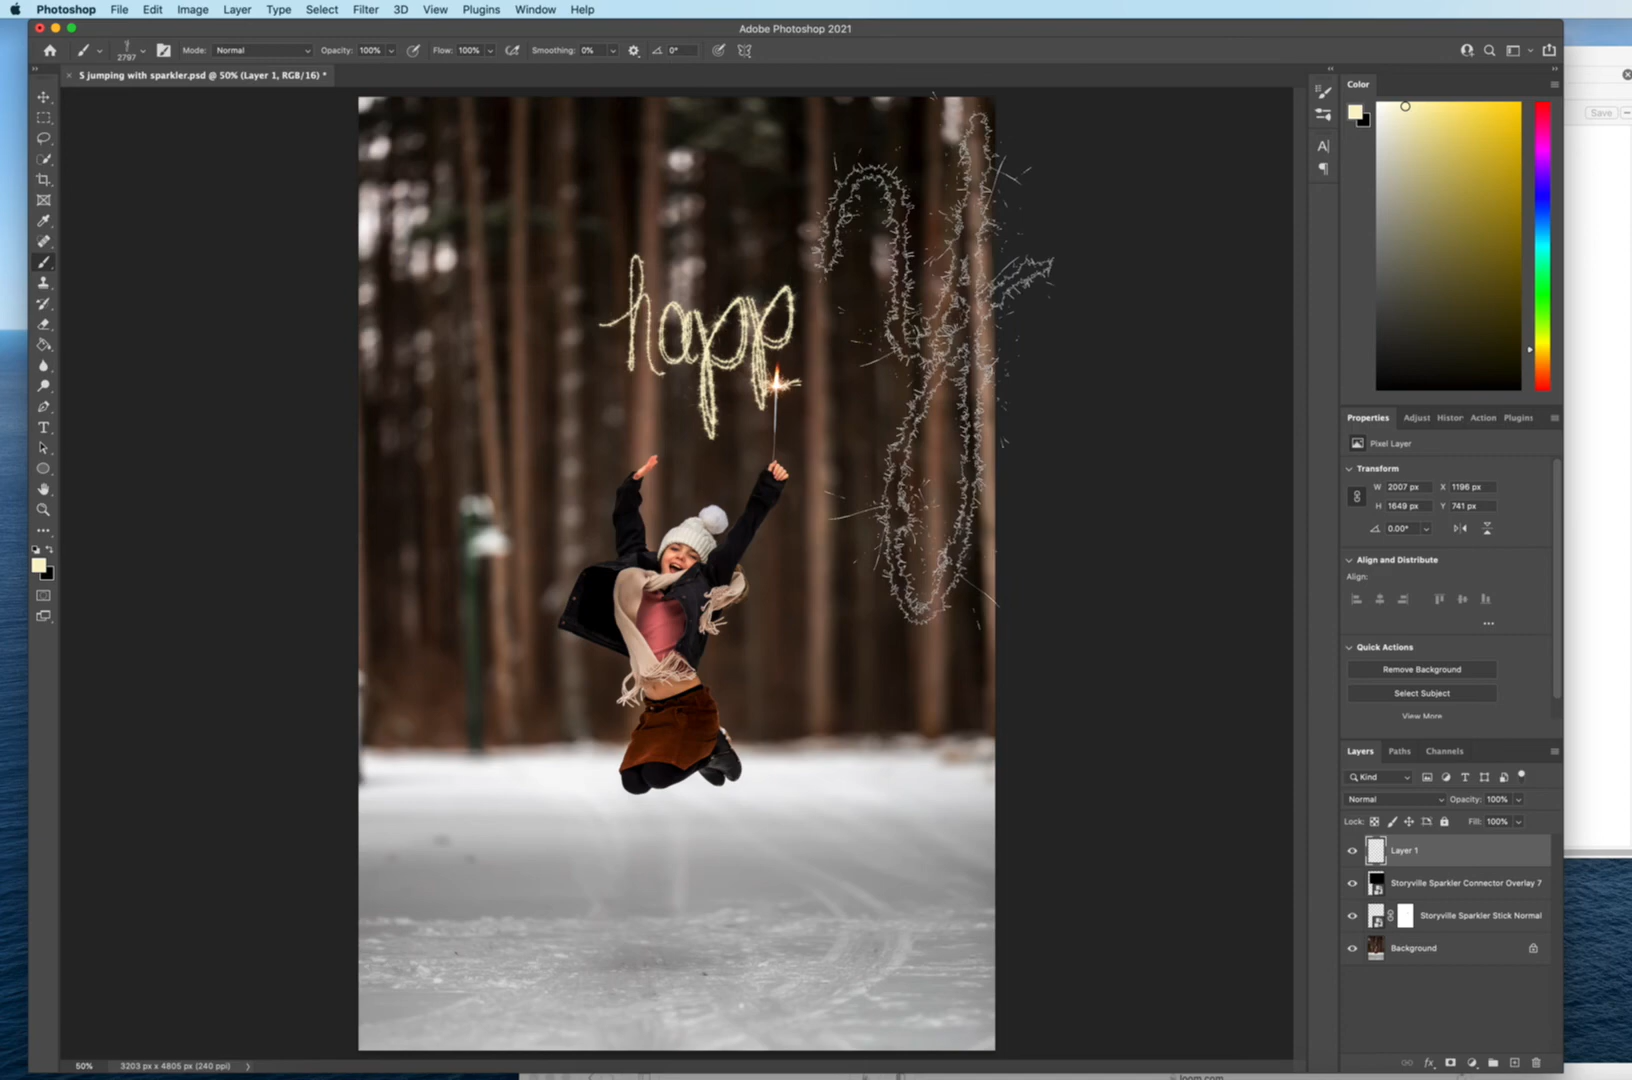 Photoshop File Edit Image Layer Type Select Filter 3D View Plugins Window Help
Adobe Photoshop 2021
2797 Mode: Normal Opacity: 100% Flow: 100% Smoothing: 0% 0°
S jumping with sparkler.psd @ 50% (Layer 1, RGB/16) *
Color
Save
happ
y
Properties Adjust Histor Action Plugins
Pixel Layer
Transform
W 2007 px X 1196 px
H 1649 px Y 741 px
0.00°
Align and Distribute
Align:
Quick Actions
Remove Background
Select Subject
View More
Layers Paths Channels
Kind
Normal Opacity: 100%
Lock: Fill: 100%
Layer 1
Storyville Sparkler Connector Overlay 7
Storyville Sparkler Stick Normal
Background
50% 3203 px x 4805 px (240 ppi)
loom.com